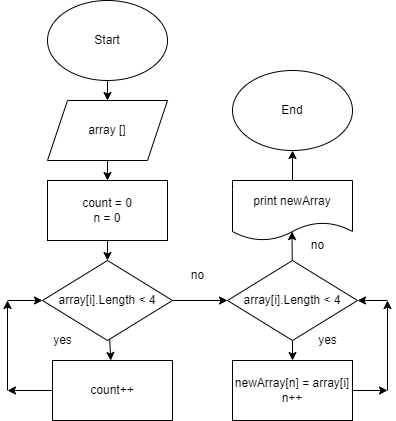 Start
array []
count = 0
n = 0
array[i].Length < 4
yes
count++
no
array[i].Length < 4
yes
newArray[n] = array[i]
n++
no
print newArray
End